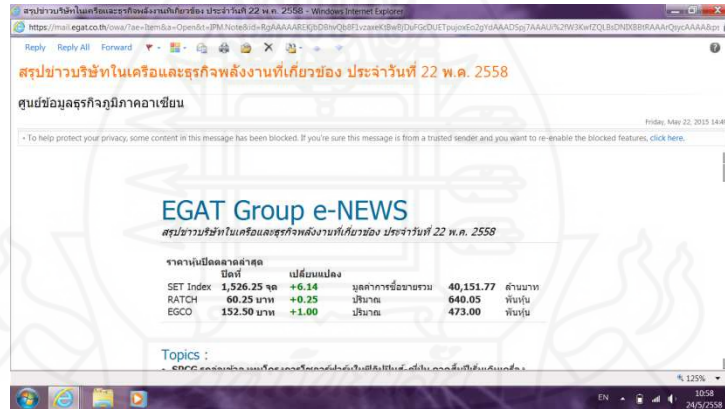 สรุปข่าวบริษัทในเครือและธุรกิจพลังงานที่เกี่ยวข้อง ประจำวันที่ 22 พ.ค. 2558 - Windows Internet Explorer
https://mail.egat.co.th/owa/?ae=Item&a=Open&t=IPM.Note&id=
Reply Reply All Forward
สรุปข่าวบริษัทในเครือและธุรกิจพลังงานที่เกี่ยวข้อง ประจำวันที่ 22 พ.ค. 2558
ศูนย์ข้อมูลธุรกิจภูมิภาคอาเซียน
Friday, May 22, 2015 14:4
To help protect your privacy, some content in this message has been blocked. If you're sure this message is from a trusted sender and you want to re-enable the blocked features, click here.
EGAT Group e-NEWS
สรุปข่าวบริษัทในเครือและธุรกิจพลังงานที่เกี่ยวข้อง ประจำวันที่ 22 พ.ค. 2558
ราคาหุ้นปิดตลาดล่าสุด
ปิดที่ เปลี่ยนแปลง
SET Index 1,526.25 จุด +6.14 มูลค่าการซื้อขายรวม 40,151.77 ล้านบาท
RATCH 60.25 บาท +0.25 ปริมาณ 640.05 พันหุ้น
EGCO 152.50 บาท +1.00 ปริมาณ 473.00 พันหุ้น
Topics :
125%
EN 10:58
24/5/2558